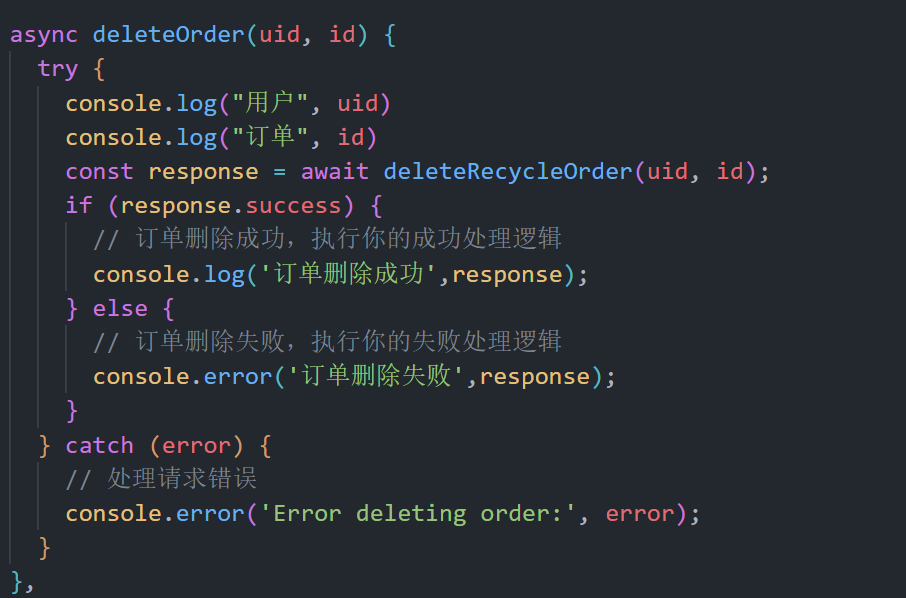 async deleteOrder(uid, id) {
try {
console.log("用户", uid)
console.log("订单", id)
const response = await deleteRecycleOrder(uid, id);
if (response.success) {
// 订单删除成功，执行你的成功处理逻辑
console.log('订单删除成功',response);
} else {
// 订单删除失败，执行你的失败处理逻辑
console.error('订单删除失败',response);
}
} catch (error) {
// 处理请求错误
console.error('Error deleting order:', error);
}
},